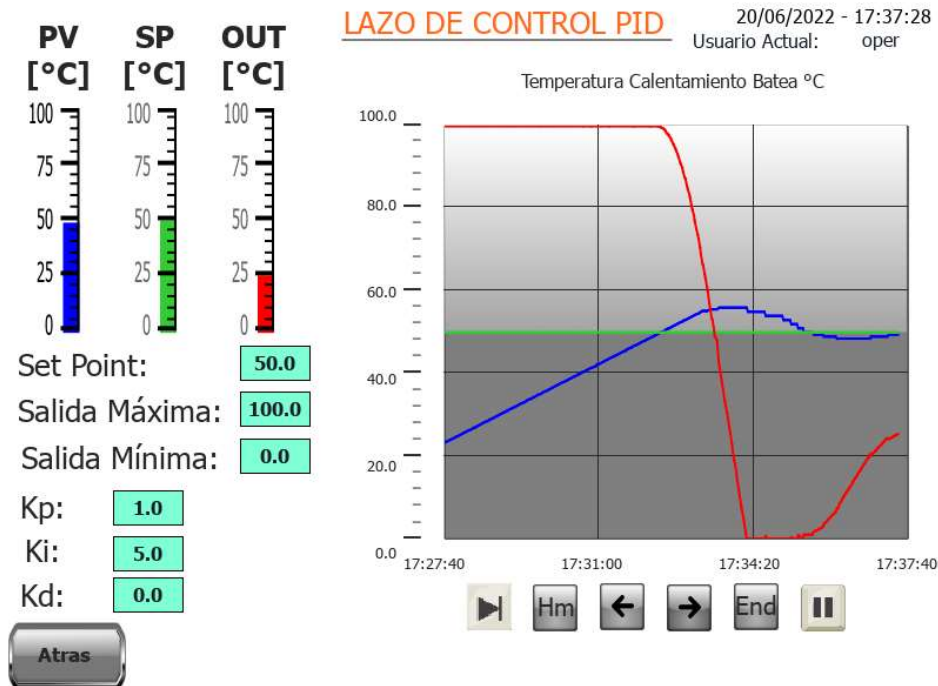 LAZO DE CONTROL PID
20/06/2022 - 17:37:28
Usuario Actual: oper
PV SP OUT
[°C] [°C] [°C]
100 100 100
75 75 75
50 50 50
25 25 25
0 0 0
Set Point: 50.0
Salida Máxima: 100.0
Salida Mínima: 0.0
Kp: 1.0
Ki: 5.0
Kd: 0.0
Atras
Temperatura Calentamiento Batea °C
100.0
80.0
60.0
40.0
20.0
0.0
17:27:40 17:31:00 17:34:20 17:37:40
Hm End